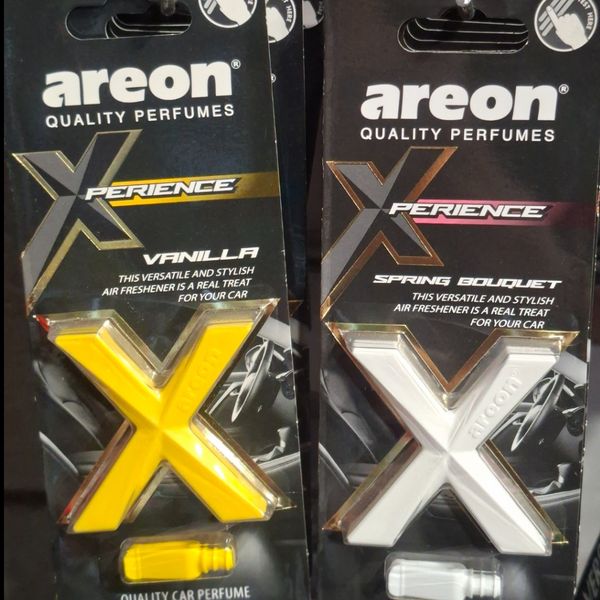 areon®
QUALITY PERFUMES
XPERIENCE
VANILLA
THIS VERSATILE AND STYLISH
AIR FRESHENER IS A REAL TREAT
FOR YOUR CAR
areon
QUALITY CAR PERFUME
areon®
QUALITY PERFUMES
XPERIENCE
SPRING BOUQUET
THIS VERSATILE AND STYLISH
AIR FRESHENER IS A REAL TREAT
FOR YOUR CAR
areon®